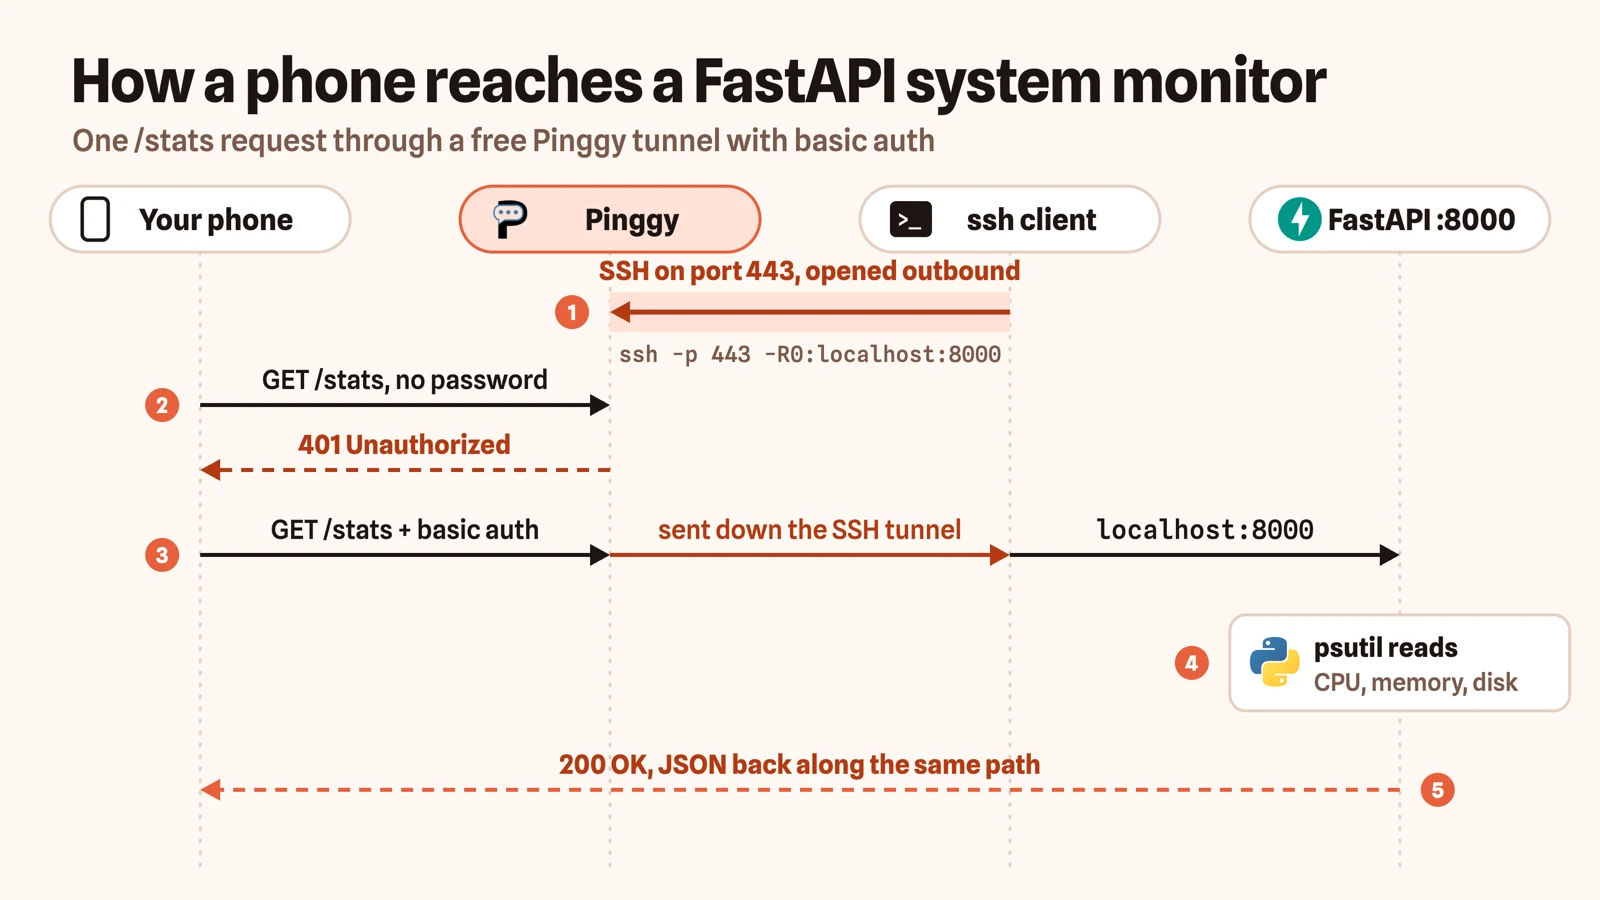 How a phone reaches a FastAPI system monitor
One /stats request through a free Pinggy tunnel with basic auth
Your phone
Pinggy
>_
ssh client
FastAPI :8000
SSH on port 443, opened outbound
1
ssh -p 443 -R0:localhost:8000
GET /stats, no password
2
401 Unauthorized
GET /stats + basic auth
sent down the SSH tunnel
localhost:8000
3
4
psutil reads
CPU, memory, disk
200 OK, JSON back along the same path
5